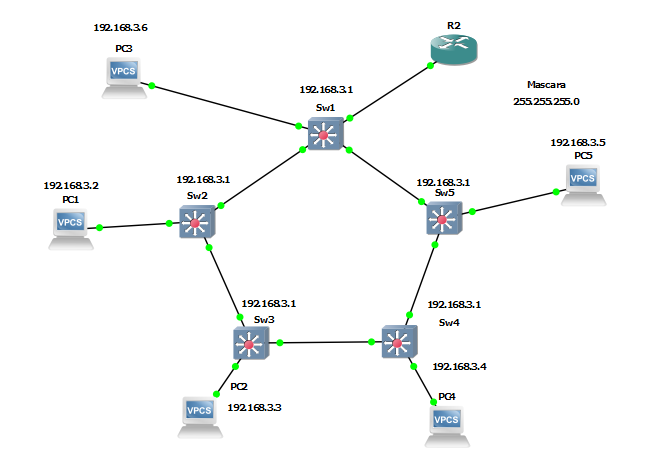 R2
192.168.3.6
PC3
VPCS
192.168.3.1
Sw1
Mascara
255.255.255.0
192.168.3.5
PC5
VPCS
192.168.3.1
Sw5
192.168.3.1
Sw2
192.168.3.2
PC1
VPCS
192.168.3.1
Sw3
192.168.3.1
Sw4
192.168.3.4
PC2
192.168.3.3
VPCS
PC4
VPCS